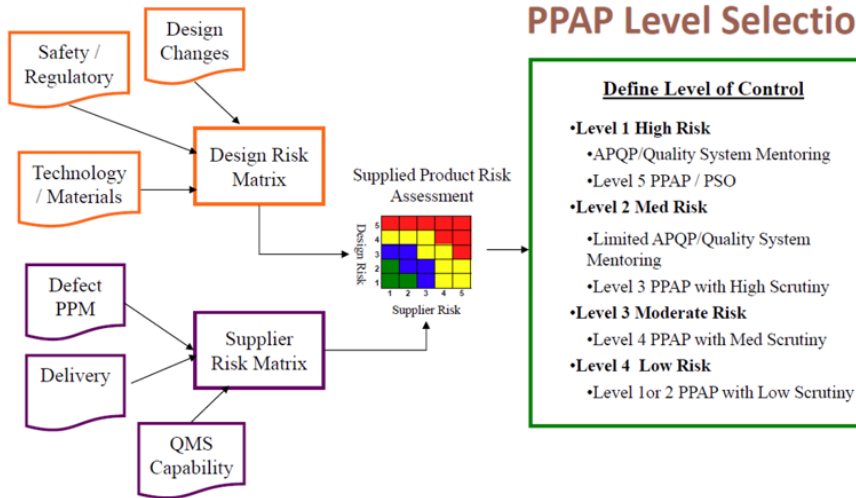 PPAP Level Selectio
Design
Changes
Safety /
Regulatory
Technology
/ Materials
Design Risk
Matrix
Defect
PPM
Delivery
QMS
Capability
Supplier
Risk Matrix
Supplied Product Risk
Assessment
Design Risk
5
4
3
2
1
1 2 3 4 5
Supplier Risk
Define Level of Control
•Level 1 High Risk
•APQP/Quality System Mentoring
•Level 5 PPAP / PSO
•Level 2 Med Risk
•Limited APQP/Quality System
Mentoring
•Level 3 PPAP with High Scrutiny
•Level 3 Moderate Risk
•Level 4 PPAP with Med Scrutiny
•Level 4 Low Risk
•Level 1or 2 PPAP with Low Scrutiny